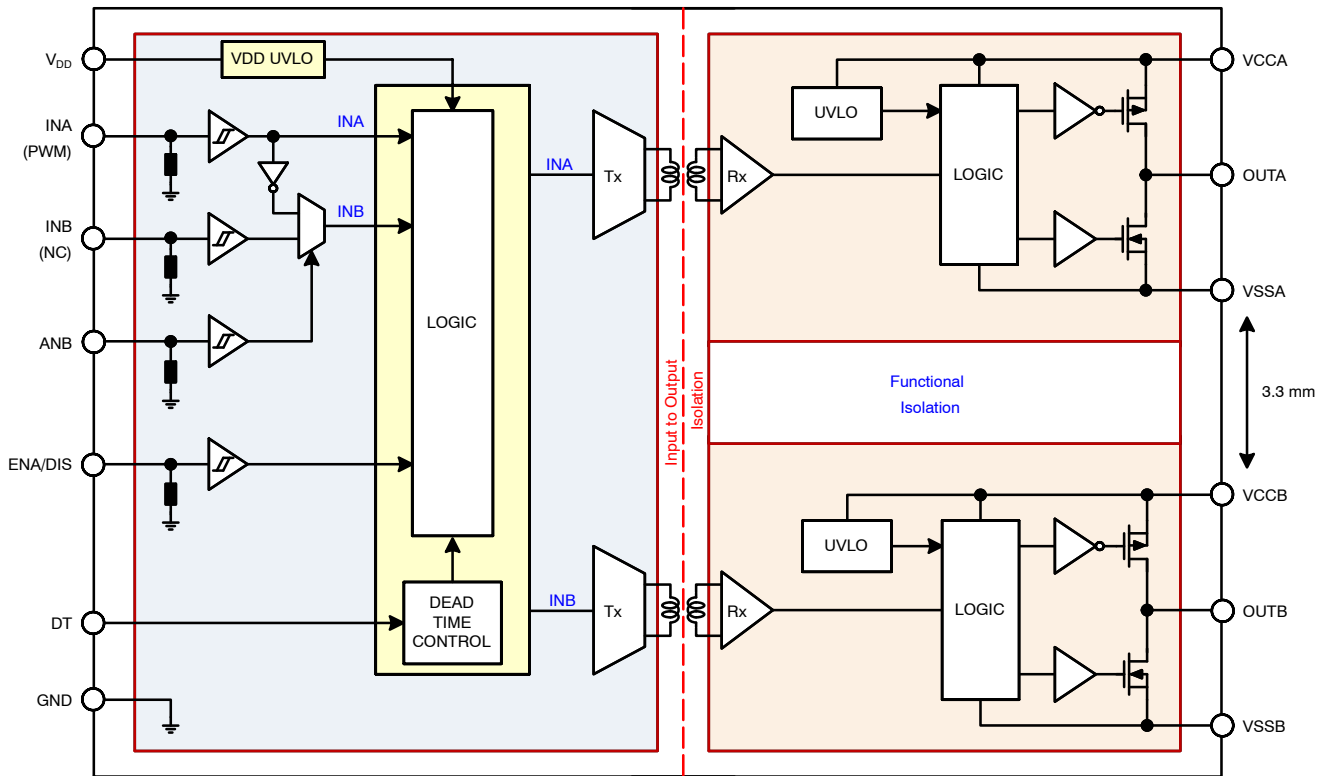 V_DD
VDD UVLO
INA
(PWM)
INA
INB
(NC)
INB
ANB
ENA/DIS
DT
GND
LOGIC
DEAD
TIME
CONTROL
INA
Tx
INB
Tx
Input to Output
Isolation
Rx
UVLO
LOGIC
VCCA
OUTA
VSSA
Functional
Isolation
3.3 mm
Rx
UVLO
LOGIC
VCCB
OUTB
VSSB